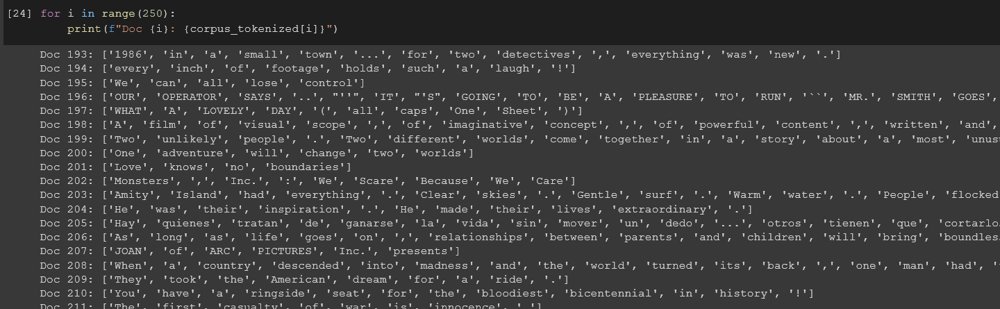 [24] for i in range(250):
print(f"Doc {i}: {corpus_tokenized[i]}")
Doc 193: ['1986', 'in', 'a', 'small', 'town', '...', 'for', 'two', 'detectives', ',', 'everything', 'was', 'new', '.']
Doc 194: ['every', 'inch', 'of', 'footage', 'holds', 'such', 'a', 'laugh', '!']
Doc 195: ['We', 'can', 'all', 'lose', 'control']
Doc 196: ['OUR', 'OPERATOR', 'SAYS', '..', "''", 'IT', "'S", 'GOING', 'TO', 'BE', 'A', 'PLEASURE', 'TO', 'RUN', '``', 'MR.', 'SMITH', 'GOES',
Doc 197: ['WHAT', 'A', 'LOVELY', 'DAY', '(', 'all', 'caps', 'One', 'Sheet', ')']
Doc 198: ['A', 'film', 'of', 'visual', 'scope', ',', 'of', 'imaginative', 'concept', ',', 'of', 'powerful', 'content', ',', 'written', 'and',
Doc 199: ['Two', 'unlikely', 'people', '.', 'Two', 'different', 'worlds', 'come', 'together', 'in', 'a', 'story', 'about', 'a', 'most', 'unus
Doc 200: ['One', 'adventure', 'will', 'change', 'two', 'worlds']
Doc 201: ['Love', 'knows', 'no', 'boundaries']
Doc 202: ['Monsters', ',', 'Inc.', ':', 'We', 'Scare', 'Because', 'We', 'Care']
Doc 203: ['Amity', 'Island', 'had', 'everything', '.', 'Clear', 'skies', '.', 'Gentle', 'surf', '.', 'Warm', 'water', '.', 'People', 'flocked
Doc 204: ['He', 'was', 'their', 'inspiration', '.', 'He', 'made', 'their', 'lives', 'extraordinary', '.']
Doc 205: ['Hay', 'quienes', 'tratan', 'de', 'ganarse', 'la', 'vida', 'sin', 'mover', 'un', 'dedo', '...', 'otros', 'tienen', 'que', 'cortarlo
Doc 206: ['As', 'long', 'as', 'life', 'goes', 'on', ',', 'relationships', 'between', 'parents', 'and', 'children', 'will', 'bring', 'boundles
Doc 207: ['JOAN', 'of', 'ARC', 'PICTURES', 'Inc.', 'presents']
Doc 208: ['When', 'a', 'country', 'descended', 'into', 'madness', 'and', 'the', 'world', 'turned', 'its', 'back', ',', 'one', 'man', 'had', '
Doc 209: ['They', 'took', 'the', 'American', 'dream', 'for', 'a', 'ride', '.']
Doc 210: ['You', 'have', 'a', 'ringside', 'seat', 'for', 'the', 'bloodiest', 'bicentennial', 'in', 'history', '!']
Doc 211: ['The', 'first', 'casualty', 'of', 'war', 'is', 'innocence', '.']